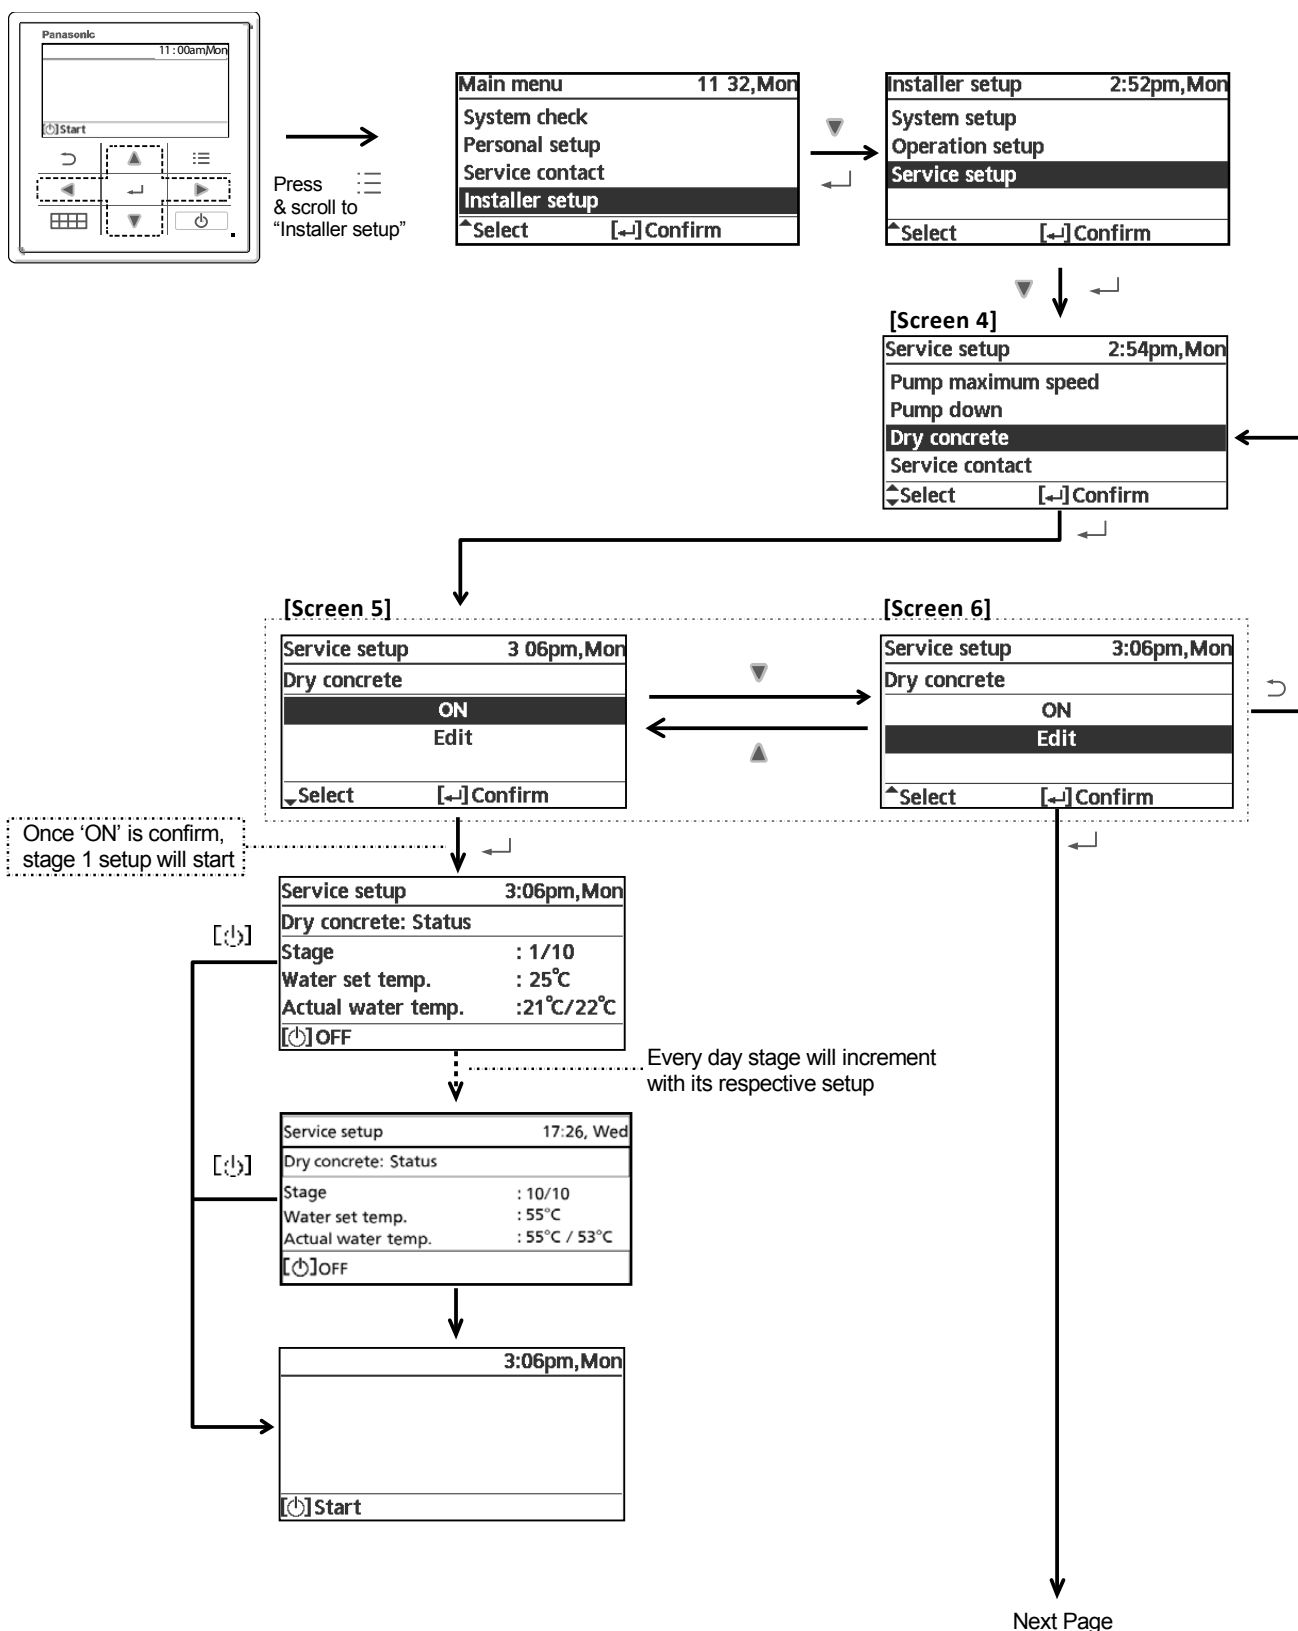 Panasonic
11:00am,Mon
[⏻]Start
Press
& scroll to
“Installer setup”
Main menu 11 32,Mon
System check
Personal setup
Service contact
Installer setup
Select [↵]Confirm
Installer setup 2:52pm,Mon
System setup
Operation setup
Service setup
Select [↵]Confirm
[Screen 4]
Service setup 2:54pm,Mon
Pump maximum speed
Pump down
Dry concrete
Service contact
Select [↵]Confirm
[Screen 5]
Service setup 3 06pm,Mon
Dry concrete
ON
Edit
Select [↵]Confirm
[Screen 6]
Service setup 3:06pm,Mon
Dry concrete
ON
Edit
Select [↵]Confirm
Once ‘ON’ is confirm,
stage 1 setup will start
Service setup 3:06pm,Mon
Dry concrete: Status
Stage : 1/10
Water set temp. : 25°C
Actual water temp. :21°C/22°C
[⏻]OFF
[⏻]
Every day stage will increment
with its respective setup
Service setup 17:26, Wed
Dry concrete: Status
Stage : 10/10
Water set temp. : 55°C
Actual water temp. : 55°C / 53°C
[⏻]OFF
[⏻]
3:06pm,Mon
[⏻]Start
Next Page